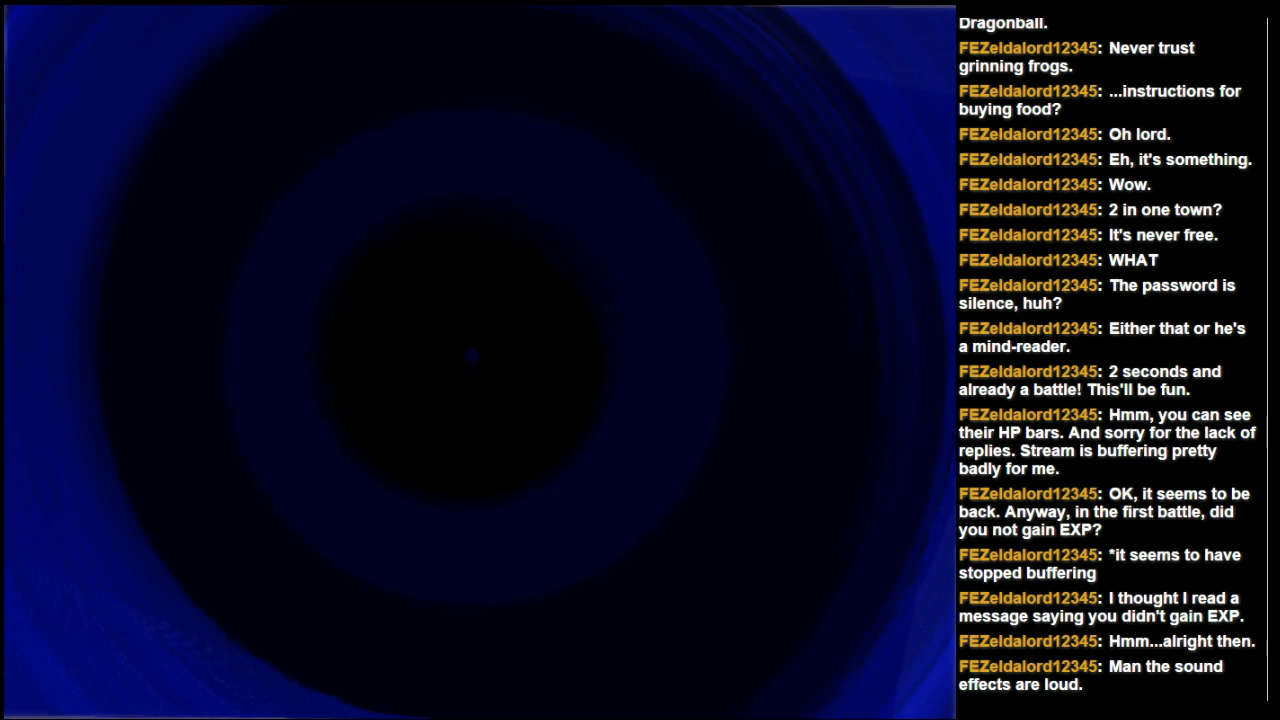 Dragonball.
FEZeldalord12345: Never trust
grinning frogs.
FEZeldalord12345: ...instructions for
buying food?
FEZeldalord12345: Oh lord.
FEZeldalord12345: Eh, it's something.
FEZeldalord12345: Wow.
FEZeldalord12345: 2 in one town?
FEZeldalord12345: It's never free.
FEZeldalord12345: WHAT
FEZeldalord12345: The password is
silence, huh?
FEZeldalord12345: Either that or he's
a mind-reader.
FEZeldalord12345: 2 seconds and
already a battle! This'll be fun.
FEZeldalord12345: Hmm, you can see
their HP bars. And sorry for the lack of
replies. Stream is buffering pretty
badly for me.
FEZeldalord12345: OK, it seems to be
back. Anyway, in the first battle, did
you not gain EXP?
FEZeldalord12345: *it seems to have
stopped buffering
FEZeldalord12345: I thought I read a
message saying you didn't gain EXP.
FEZeldalord12345: Hmm...alright then.
FEZeldalord12345: Man the sound
effects are loud.